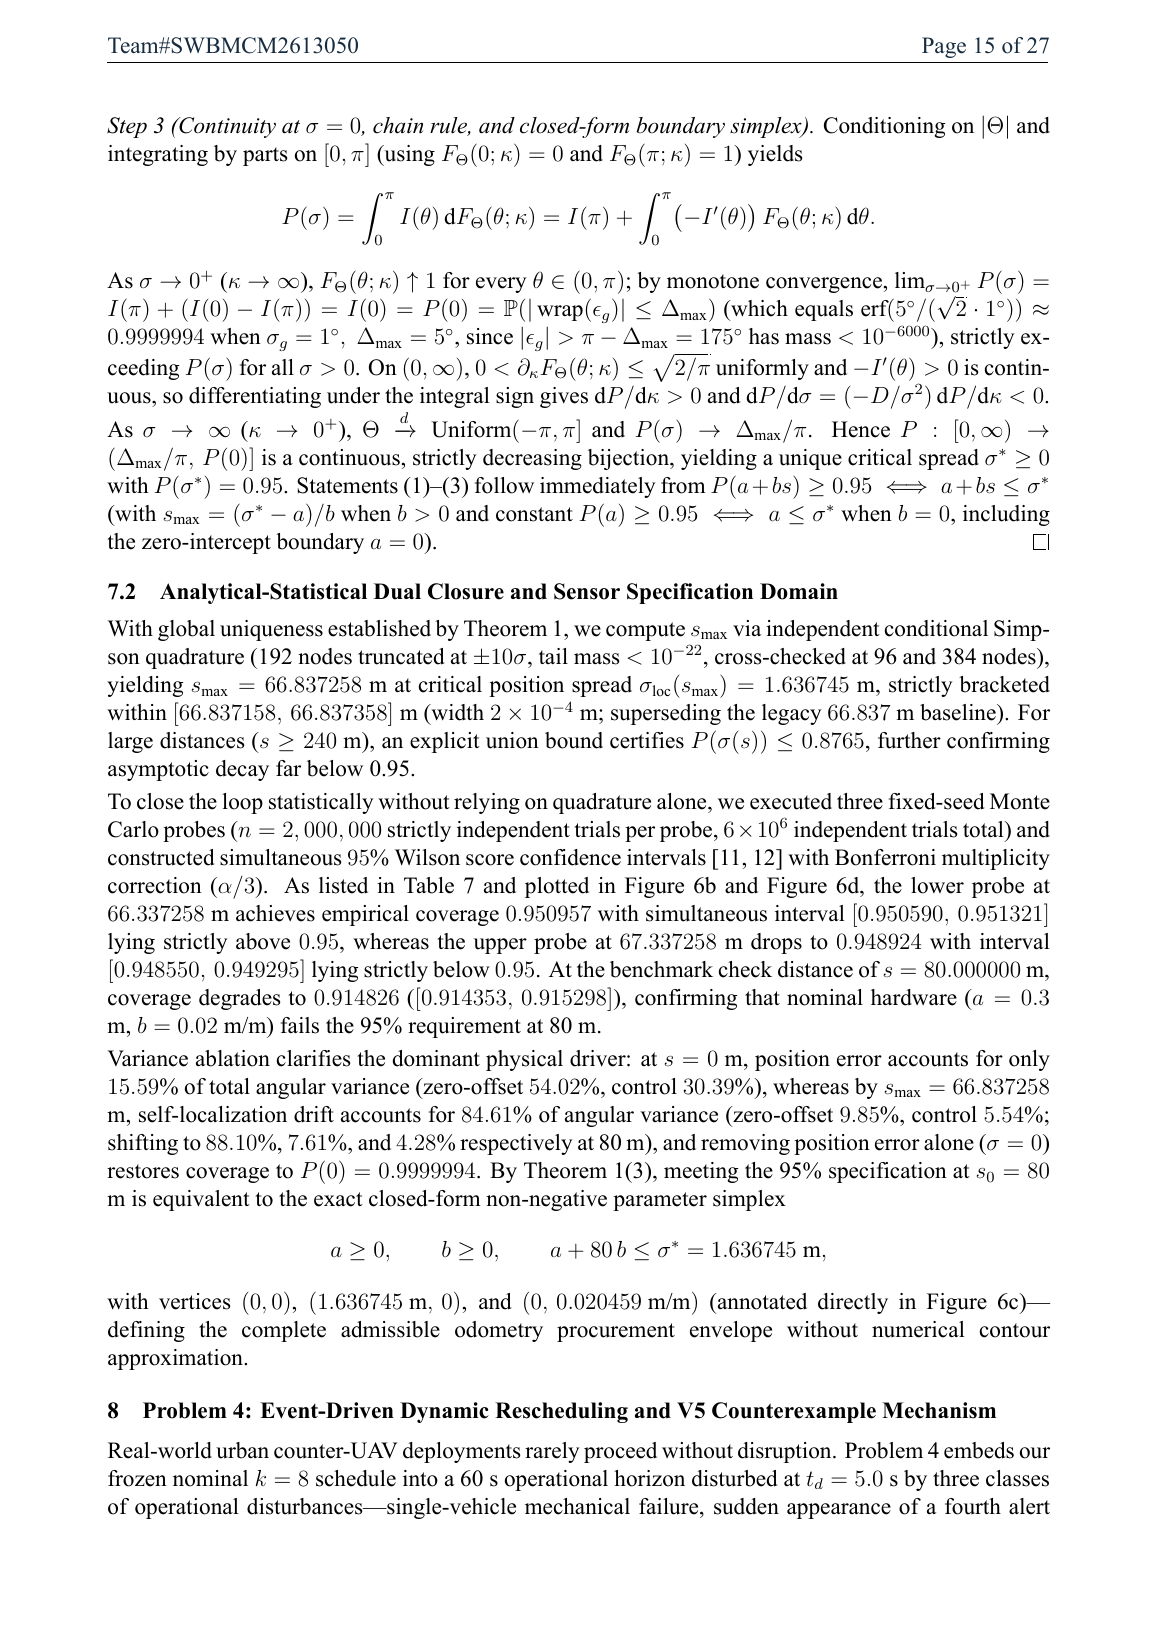 Team#SWBMCM2613050 Page 15 of 27
Step 3 (Continuity at σ = 0, chain rule, and closed-form boundary simplex). Conditioning on |Θ| and
integrating by parts on [0, π] (using F_Θ(0; κ) = 0 and F_Θ(π; κ) = 1) yields
P(σ) = ∫_0^π I(θ) dF_Θ(θ; κ) = I(π) + ∫_0^π (−I′(θ)) F_Θ(θ; κ) dθ.
As σ → 0⁺ (κ → ∞), F_Θ(θ; κ) ↑ 1 for every θ ∈ (0, π); by monotone convergence, lim_{σ→0⁺} P(σ) =
I(π) + (I(0) − I(π)) = I(0) = P(0) = ℙ(| wrap(ϵ_g)| ≤ Δ_max) (which equals erf(5°/(√2 · 1°)) ≈
0.9999994 when σ_g = 1°, Δ_max = 5°, since |ϵ_g| > π − Δ_max = 175° has mass < 10^{−6000}), strictly ex-
ceeding P(σ) for all σ > 0. On (0, ∞), 0 < ∂_κF_Θ(θ; κ) ≤ √(2/π) uniformly and −I′(θ) > 0 is contin-
uous, so differentiating under the integral sign gives dP/dκ > 0 and dP/dσ = (−D/σ²) dP/dκ < 0.
As σ → ∞ (κ → 0⁺), Θ →^d Uniform(−π, π] and P(σ) → Δ_max/π. Hence P : [0, ∞) →
(Δ_max/π, P(0)] is a continuous, strictly decreasing bijection, yielding a unique critical spread σ* ≥ 0
with P(σ*) = 0.95. Statements (1)–(3) follow immediately from P(a+bs) ≥ 0.95 ⟺ a+bs ≤ σ*
(with s_max = (σ* − a)/b when b > 0 and constant P(a) ≥ 0.95 ⟺ a ≤ σ* when b = 0, including
the zero-intercept boundary a = 0). □
7.2 Analytical-Statistical Dual Closure and Sensor Specification Domain
With global uniqueness established by Theorem 1, we compute s_max via independent conditional Simp-
son quadrature (192 nodes truncated at ±10σ, tail mass < 10^{−22}, cross-checked at 96 and 384 nodes),
yielding s_max = 66.837258 m at critical position spread σ_loc(s_max) = 1.636745 m, strictly bracketed
within [66.837158, 66.837358] m (width 2 × 10^{−4} m; superseding the legacy 66.837 m baseline). For
large distances (s ≥ 240 m), an explicit union bound certifies P(σ(s)) ≤ 0.8765, further confirming
asymptotic decay far below 0.95.
To close the loop statistically without relying on quadrature alone, we executed three fixed-seed Monte
Carlo probes (n = 2, 000, 000 strictly independent trials per probe, 6×10⁶ independent trials total) and
constructed simultaneous 95% Wilson score confidence intervals [11, 12] with Bonferroni multiplicity
correction (α/3). As listed in Table 7 and plotted in Figure 6b and Figure 6d, the lower probe at
66.337258 m achieves empirical coverage 0.950957 with simultaneous interval [0.950590, 0.951321]
lying strictly above 0.95, whereas the upper probe at 67.337258 m drops to 0.948924 with interval
[0.948550, 0.949295] lying strictly below 0.95. At the benchmark check distance of s = 80.000000 m,
coverage degrades to 0.914826 ([0.914353, 0.915298]), confirming that nominal hardware (a = 0.3
m, b = 0.02 m/m) fails the 95% requirement at 80 m.
Variance ablation clarifies the dominant physical driver: at s = 0 m, position error accounts for only
15.59% of total angular variance (zero-offset 54.02%, control 30.39%), whereas by s_max = 66.837258
m, self-localization drift accounts for 84.61% of angular variance (zero-offset 9.85%, control 5.54%;
shifting to 88.10%, 7.61%, and 4.28% respectively at 80 m), and removing position error alone (σ = 0)
restores coverage to P(0) = 0.9999994. By Theorem 1(3), meeting the 95% specification at s₀ = 80
m is equivalent to the exact closed-form non-negative parameter simplex
a ≥ 0, b ≥ 0, a + 80 b ≤ σ* = 1.636745 m,
with vertices (0, 0), (1.636745 m, 0), and (0, 0.020459 m/m) (annotated directly in Figure 6c)—
defining the complete admissible odometry procurement envelope without numerical contour
approximation.
8 Problem 4: Event-Driven Dynamic Rescheduling and V5 Counterexample Mechanism
Real-world urban counter-UAV deployments rarely proceed without disruption. Problem 4 embeds our
frozen nominal k = 8 schedule into a 60 s operational horizon disturbed at t_d = 5.0 s by three classes
of operational disturbances—single-vehicle mechanical failure, sudden appearance of a fourth alert